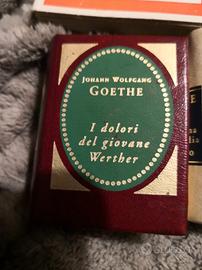 JOHANN WOLFGANG
GOETHE
I dolori
del giovane
Werther